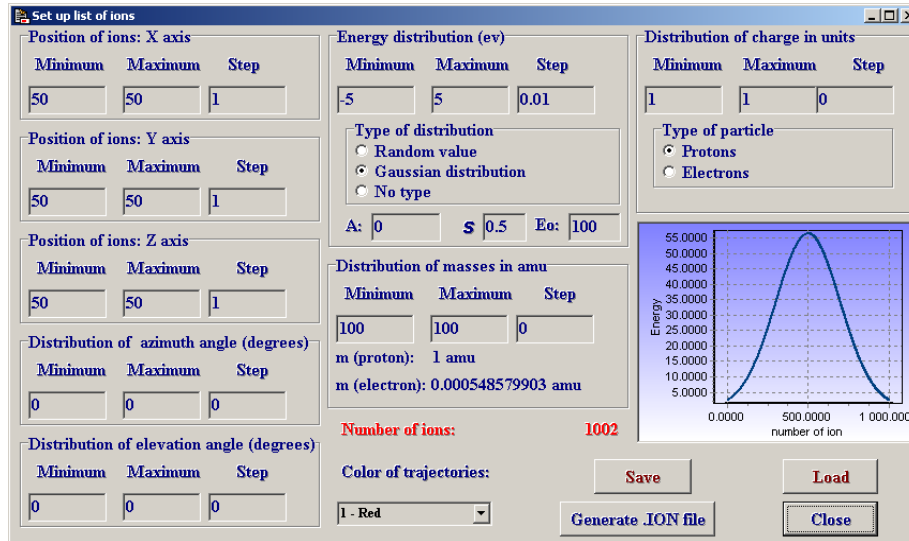 Set up list of ions
Position of ions: X axis
Minimum Maximum Step
50 50 1
Position of ions: Y axis
Minimum Maximum Step
50 50 1
Position of ions: Z axis
Minimum Maximum Step
50 50 1
Distribution of azimuth angle (degrees)
Minimum Maximum Step
0 0 0
Distribution of elevation angle (degrees)
Minimum Maximum Step
0 0 0
Energy distribution (ev)
Minimum Maximum Step
-5 5 0.01
Type of distribution
Random value
Gaussian distribution
No type
A: 0 S 0.5 Eo: 100
Distribution of masses in amu
Minimum Maximum Step
100 100 0
m (proton): 1 amu
m (electron): 0.000548579903 amu
Number of ions: 1002
Color of trajectories:
1 - Red
Distribution of charge in units
Minimum Maximum Step
1 1 0
Type of particle
Protons
Electrons
55.0000
50.0000
45.0000
40.0000
35.0000
30.0000
25.0000
20.0000
15.0000
10.0000
5.0000
Energy
0.0000 500.0000 1 000.000
number of ion
Save Load
Generate .ION file Close